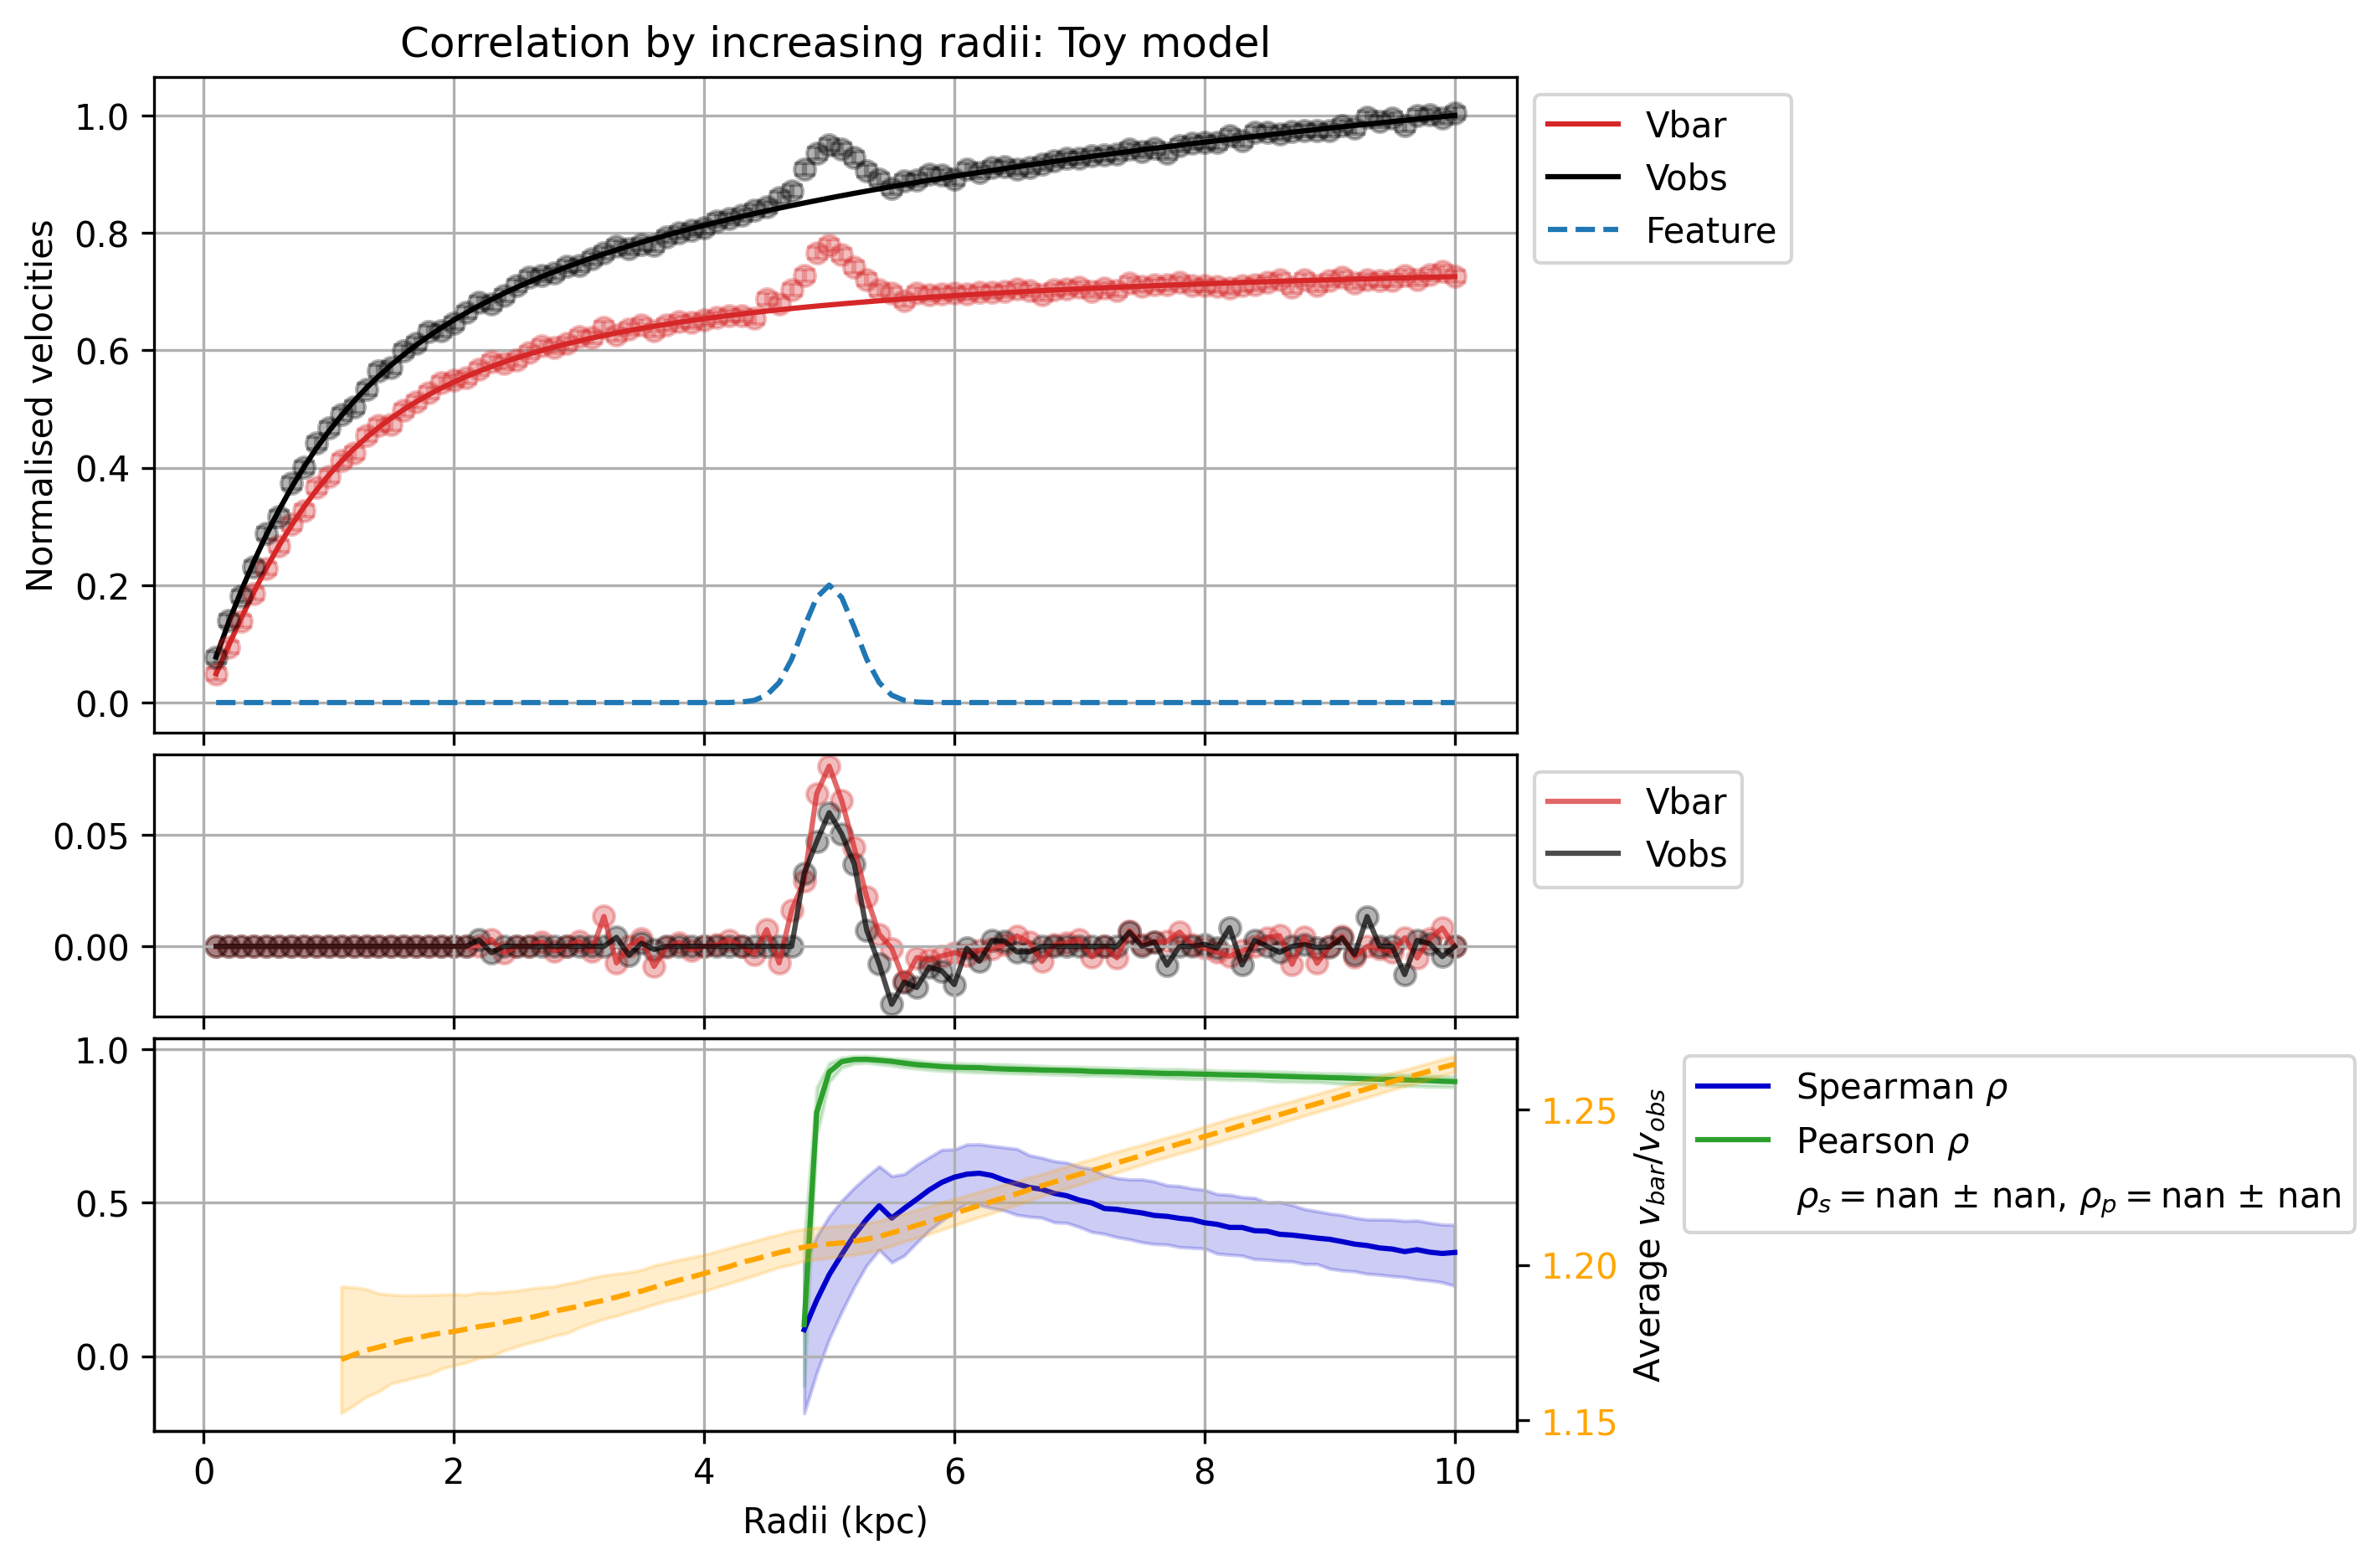 Correlation by increasing radii: Toy model
Normalised velocities
1.0
0.8
0.6
0.4
0.2
0.0
Vbar
Vobs
Feature
0.05
0.00
Vbar
Vobs
1.0
0.5
0.0
1.25
1.20
1.15
Average v_bar/v_obs
Spearman ρ
Pearson ρ
ρ_s = nan ± nan, ρ_p = nan ± nan
0 2 4 6 8 10
Radii (kpc)